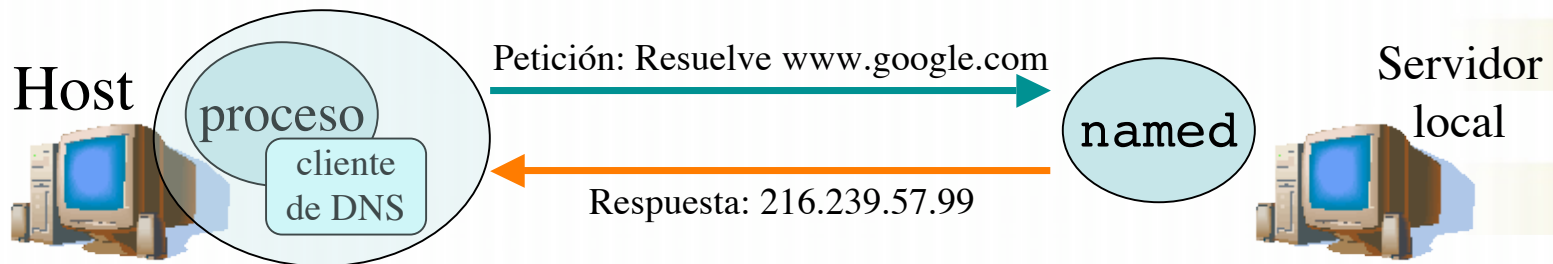 Host
proceso
cliente
de DNS
Petición: Resuelve www.google.com
Respuesta: 216.239.57.99
named
Servidor
local